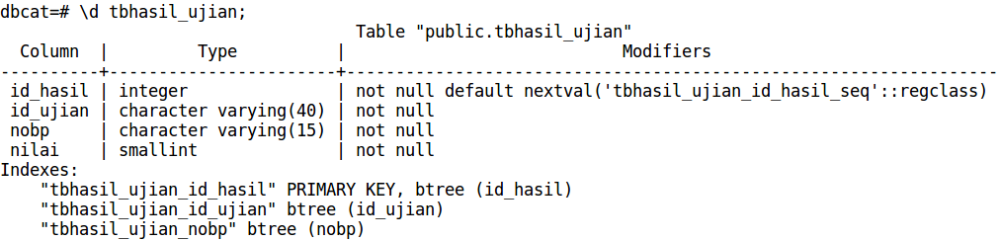 dbcat=# \d tbhasil_ujian;
                                    Table "public.tbhasil_ujian"
  Column  |         Type          |                            Modifiers
----------+-----------------------+------------------------------------------------------------------
 id_hasil | integer               | not null default nextval('tbhasil_ujian_id_hasil_seq'::regclass)
 id_ujian | character varying(40) | not null
 nobp     | character varying(15) | not null
 nilai    | smallint              | not null
Indexes:
    "tbhasil_ujian_id_hasil" PRIMARY KEY, btree (id_hasil)
    "tbhasil_ujian_id_ujian" btree (id_ujian)
    "tbhasil_ujian_nobp" btree (nobp)